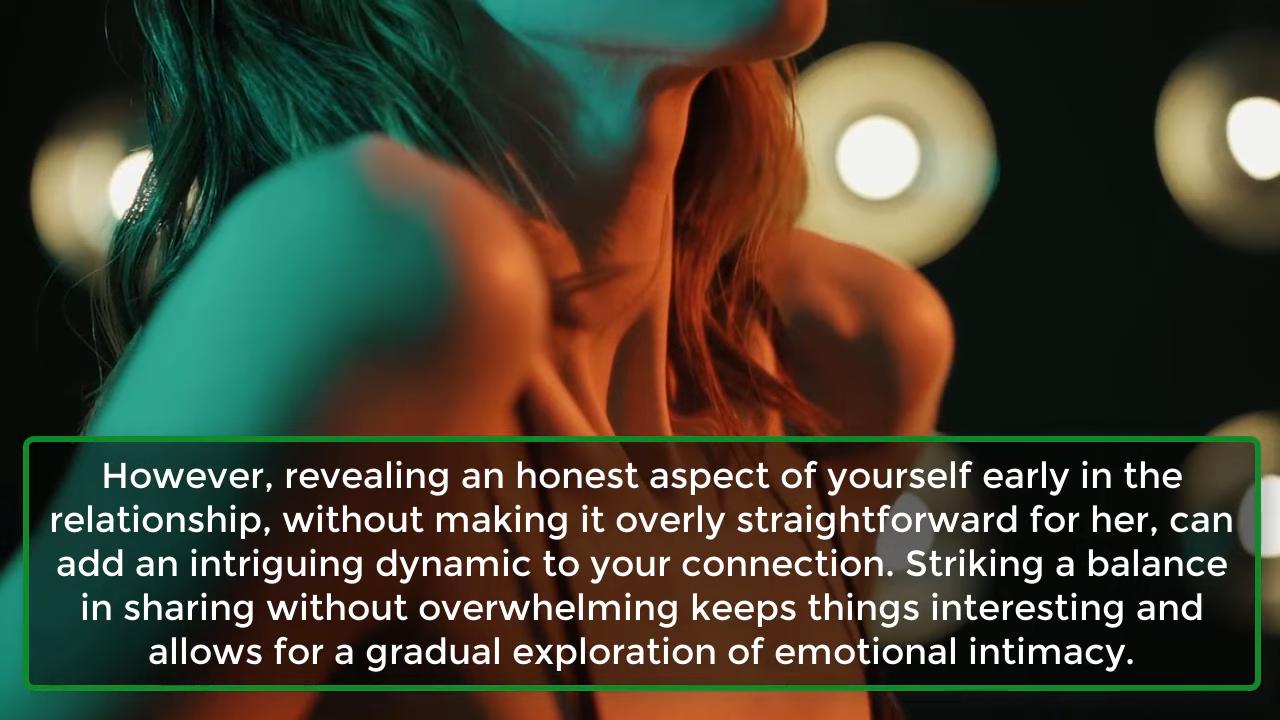 However, revealing an honest aspect of yourself early in the
relationship, without making it overly straightforward for her, can
add an intriguing dynamic to your connection. Striking a balance
in sharing without overwhelming keeps things interesting and
allows for a gradual exploration of emotional intimacy.